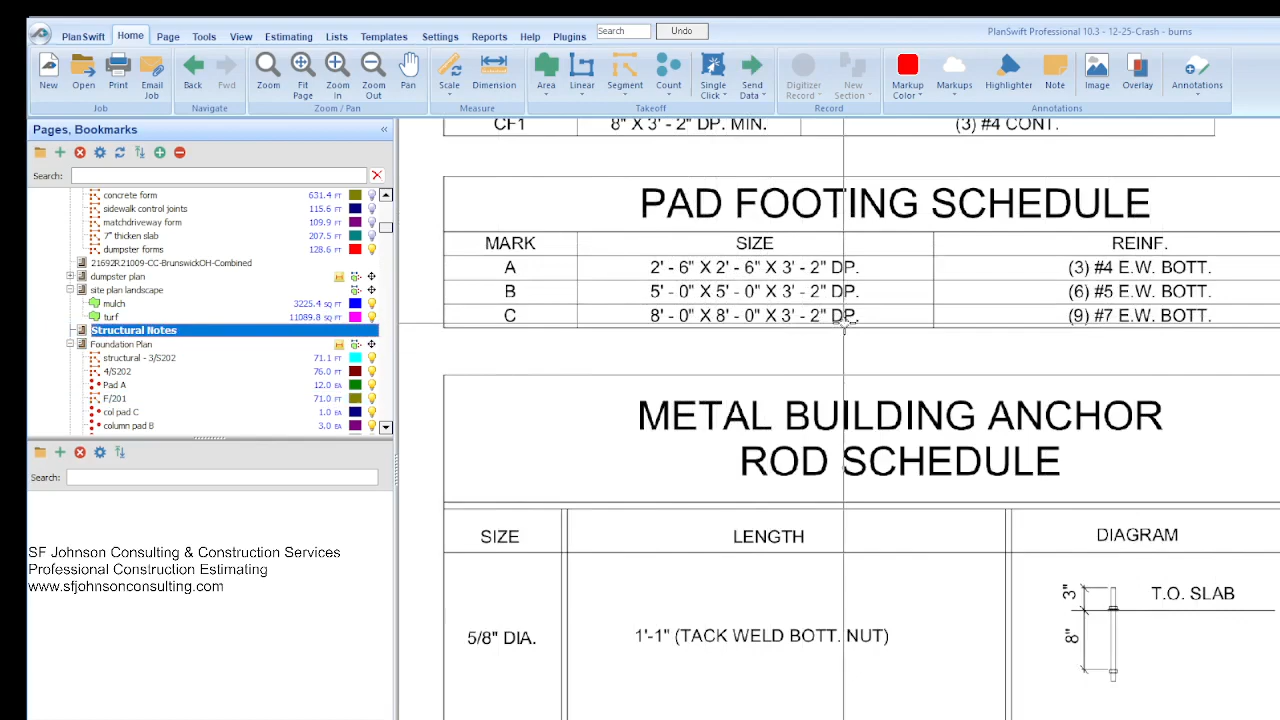 PlanSwift Home Page Tools View Estimating Lists Templates Settings Reports Help Plugins Search Undo PlanSwift Professional 10.3 - 12-25-Crash - burns
New Open Print Email Job Back Fwd Zoom Fit Page Zoom In Zoom Out Pan Scale Dimension Area Linear Segment Count Single Click Send Data Digitizer Record New Section Markup Color Markups Highlighter Note Image Overlay Annotations
Job Navigate Zoom / Pan Measure Takeoff Record Annotations
Pages, Bookmarks
Search:
concrete form 631.4 FT
sidewalk control joints 115.6 FT
matchdriveway form 109.9 FT
7" thicken slab 207.5 FT
dumpster forms 128.6 FT
21692R21009-CC-BrunswickOH-Combined
dumpster plan
site plan landscape
mulch 3225.4 SQ FT
turf 11089.8 SQ FT
Structural Notes
Foundation Plan
structural - 3/S202 71.1 FT
4/S202 76.0 FT
Pad A 12.0 EA
F/201 71.0 FT
col pad C 1.0 EA
column pad B 3.0 EA
Search:
SF Johnson Consulting & Construction Services
Professional Construction Estimating
www.sfjohnsonconsulting.com
CF1 8" X 3' - 2" DP. MIN. (3) #4 CONT.
PAD FOOTING SCHEDULE
MARK SIZE REINF.
A 2' - 6" X 2' - 6" X 3' - 2" DP. (3) #4 E.W. BOTT.
B 5' - 0" X 5' - 0" X 3' - 2" DP. (6) #5 E.W. BOTT.
C 8' - 0" X 8' - 0" X 3' - 2" DP. (9) #7 E.W. BOTT.
METAL BUILDING ANCHOR
ROD SCHEDULE
SIZE LENGTH DIAGRAM
3" T.O. SLAB
8"
5/8" DIA. 1'-1" (TACK WELD BOTT. NUT)